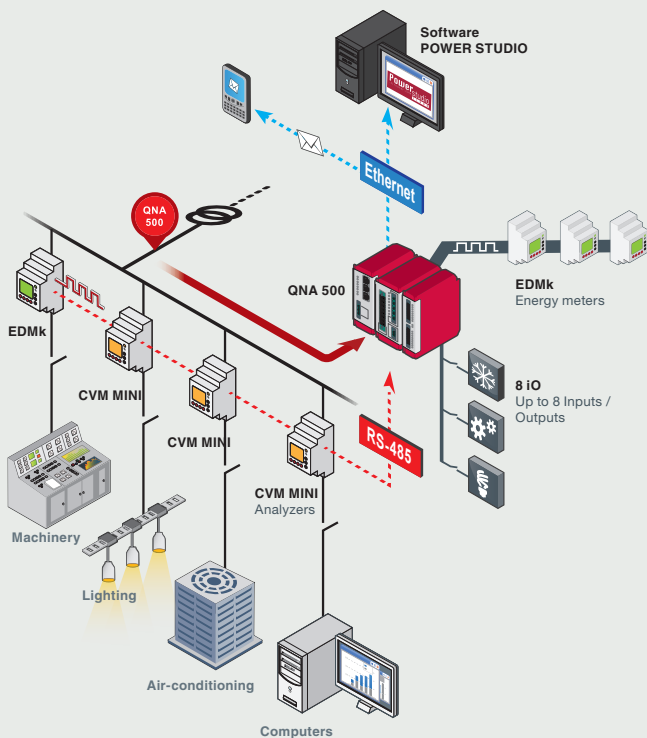 Software
POWER STUDIO
PowerStudio
Ethernet
QNA
500
QNA 500
EDMk
Energy meters
EDMk
CVM MINI
8 iO
Up to 8 Inputs /
Outputs
CVM MINI
RS-485
CVM MINI
Analyzers
Machinery
Lighting
Air-conditioning
Computers